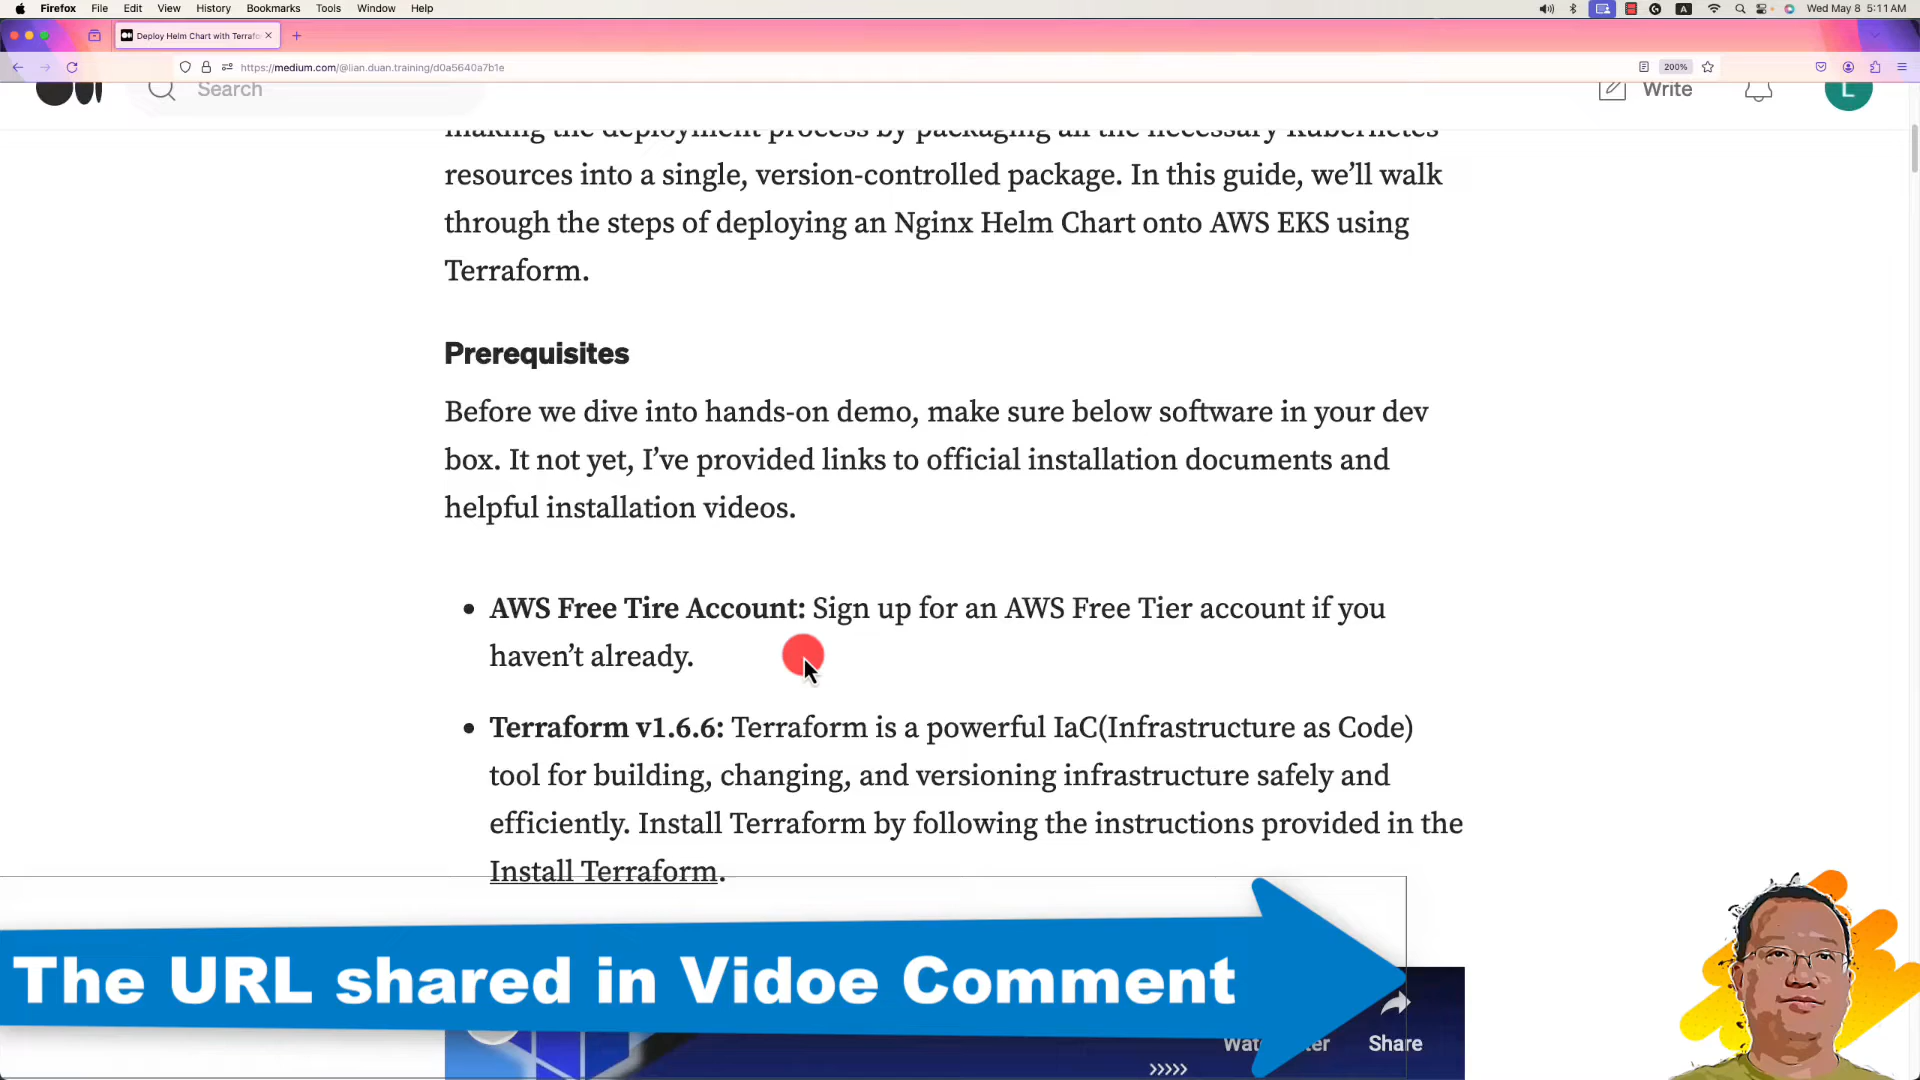 Firefox File Edit View History Bookmarks Tools Window Help A Wed May 8 5:11 AM
Deploy Helm Chart with Terrafo
https://medium.com/@lian.duan.training/d0a5640a7b1e 200%
Search Write L
making the deployment process by packaging all the necessary Kubernetes
resources into a single, version-controlled package. In this guide, we’ll walk
through the steps of deploying an Nginx Helm Chart onto AWS EKS using
Terraform.
Prerequisites
Before we dive into hands-on demo, make sure below software in your dev
box. It not yet, I’ve provided links to official installation documents and
helpful installation videos.
• AWS Free Tire Account: Sign up for an AWS Free Tier account if you
haven’t already.
• Terraform v1.6.6: Terraform is a powerful IaC(Infrastructure as Code)
tool for building, changing, and versioning infrastructure safely and
efficiently. Install Terraform by following the instructions provided in the
Install Terraform.
The URL shared in Vidoe Comment
Share